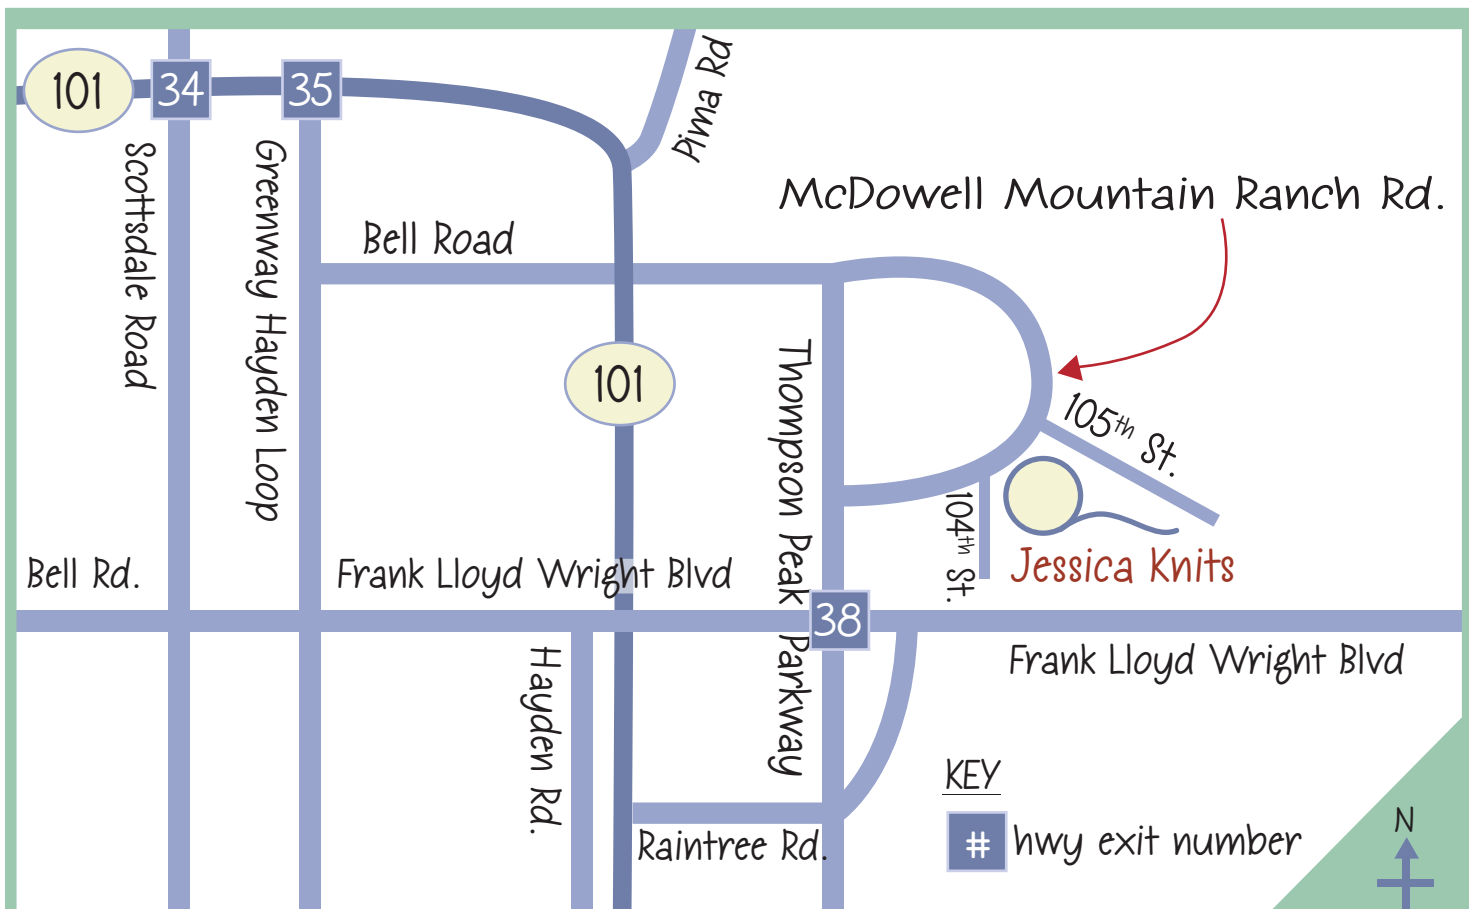 101
34
35
Pima Rd
Scottsdale Road
Greenway Hayden Loop
McDowell Mountain Ranch Rd.
Bell Road
101
Thompson Peak Parkway
105th St.
104th St.
Jessica Knits
Bell Rd.
Frank Lloyd Wright Blvd
38
Hayden Rd.
Frank Lloyd Wright Blvd
Raintree Rd.
KEY
# hwy exit number
N